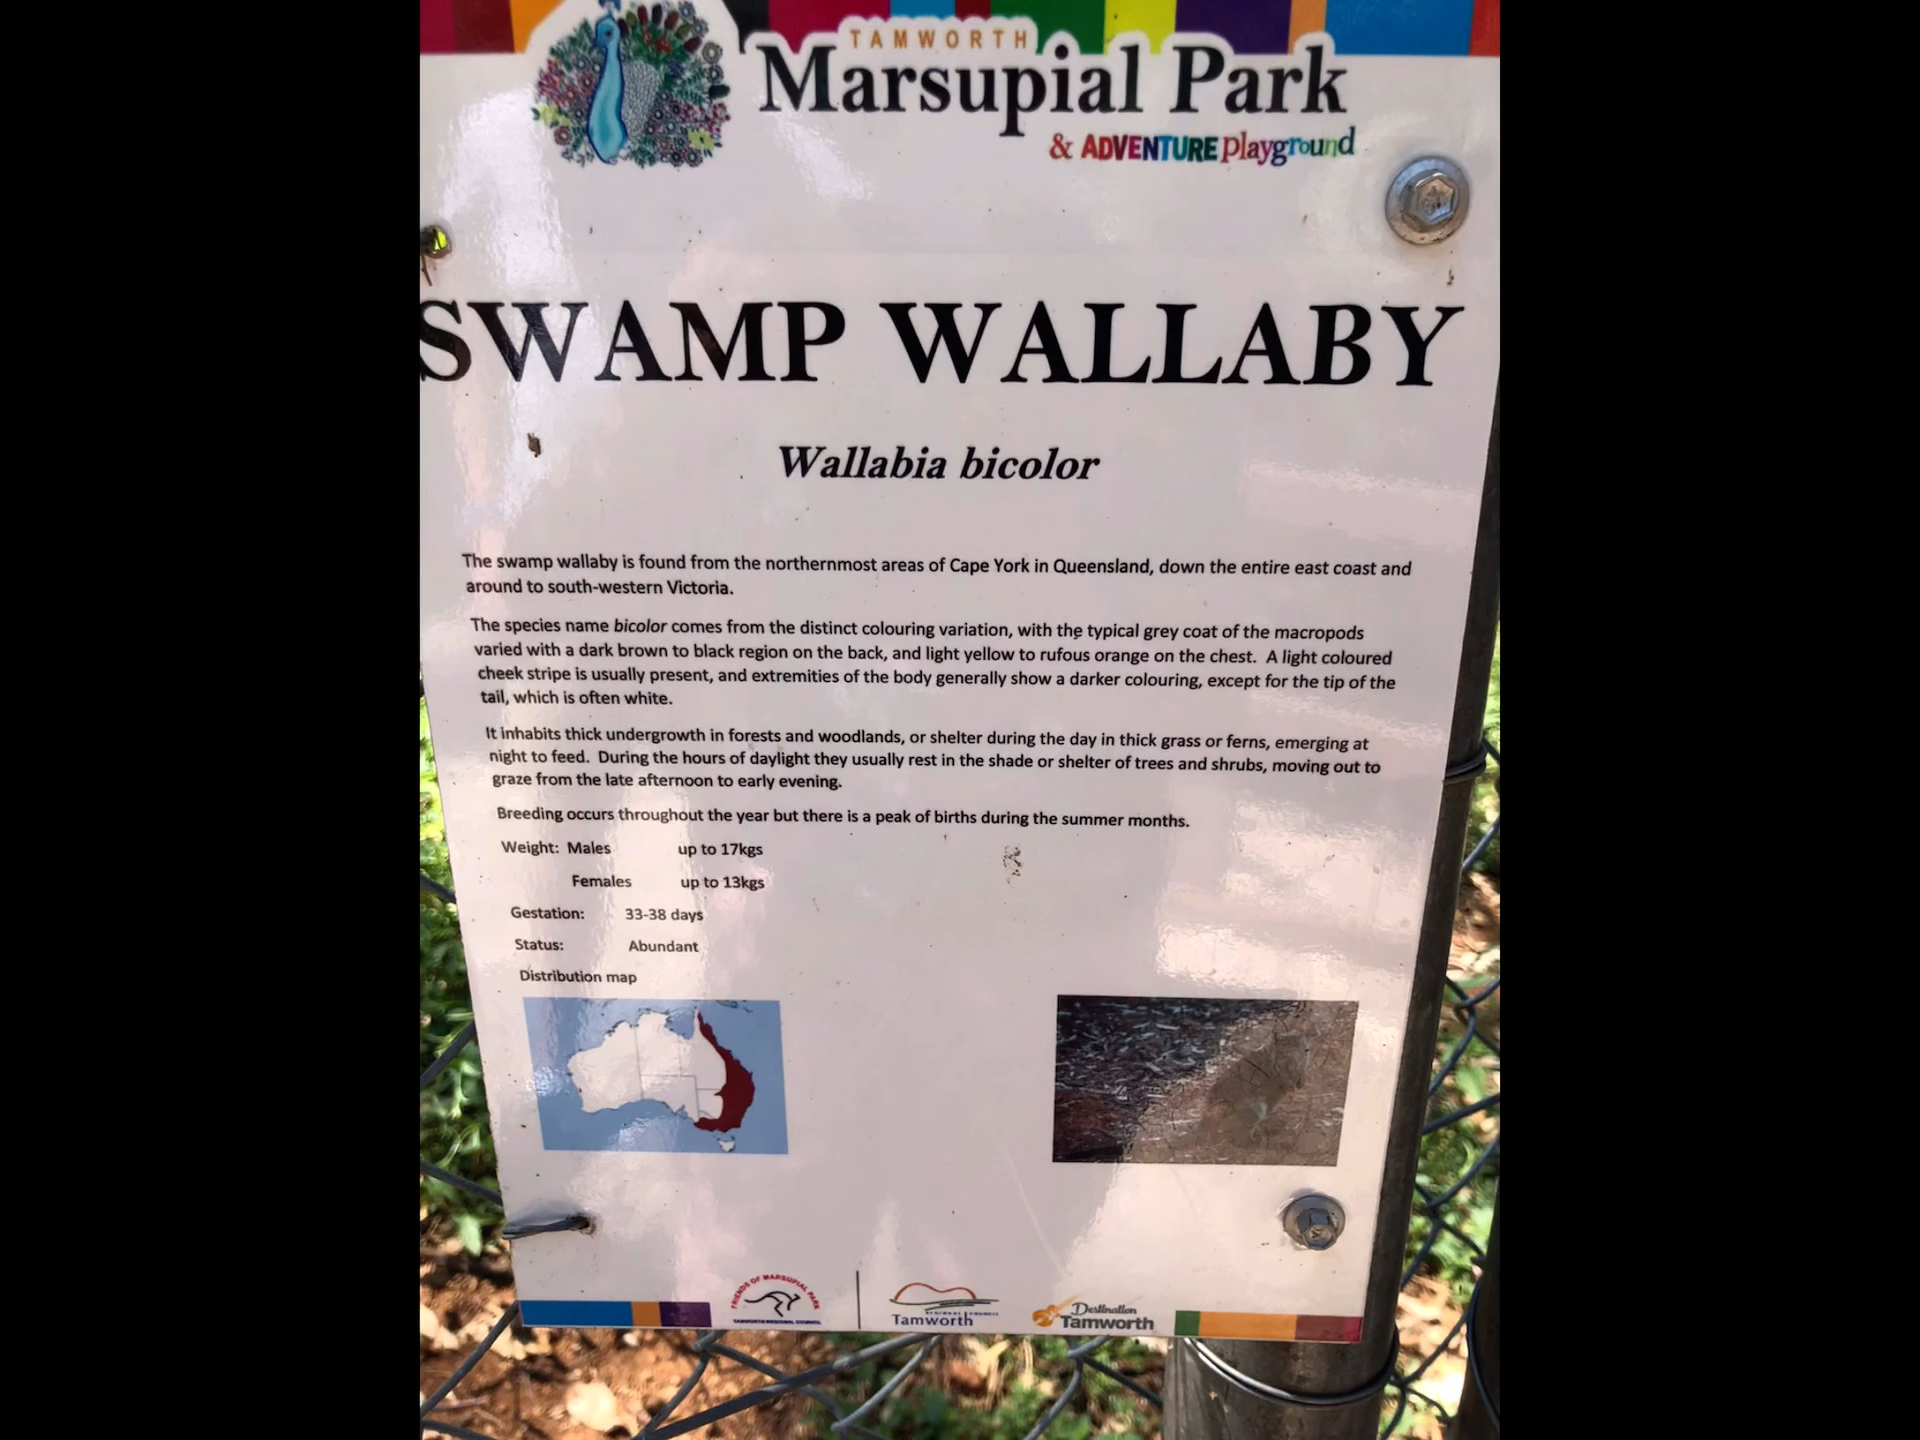 TAMWORTH
Marsupial Park
& ADVENTURE playground
SWAMP WALLABY
Wallabia bicolor
The swamp wallaby is found from the northernmost areas of Cape York in Queensland, down the entire east coast and
around to south-western Victoria.
The species name bicolor comes from the distinct colouring variation, with the typical grey coat of the macropods
varied with a dark brown to black region on the back, and light yellow to rufous orange on the chest. A light coloured
cheek stripe is usually present, and extremities of the body generally show a darker colouring, except for the tip of the
tail, which is often white.
It inhabits thick undergrowth in forests and woodlands, or shelter during the day in thick grass or ferns, emerging at
night to feed. During the hours of daylight they usually rest in the shade or shelter of trees and shrubs, moving out to
graze from the late afternoon to early evening.
Breeding occurs throughout the year but there is a peak of births during the summer months.
Weight: Males up to 17kgs
Females up to 13kgs
Gestation: 33-38 days
Status: Abundant
Distribution map
FRIENDS OF MARSUPIAL PARK
TAMWORTH REGIONAL COUNCIL
REGIONAL COUNCIL
Tamworth
Destination
Tamworth